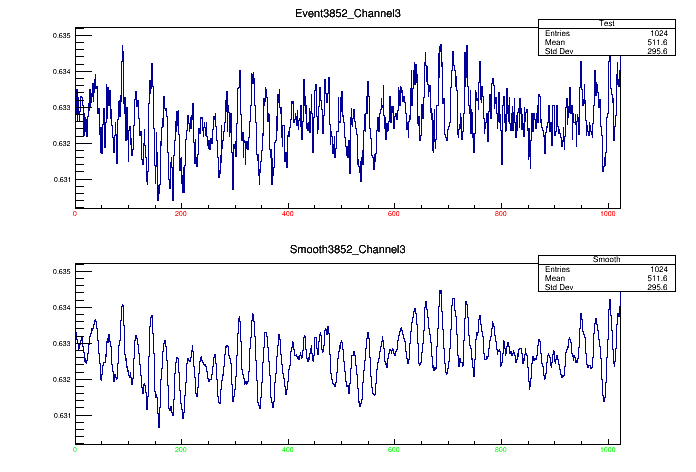 Event3852_Channel3
Test
Entries 1024
Mean 511.6
Std Dev 295.6
0.635
0.634
0.633
0.632
0.631
0 200 400 600 800 1000
Smooth3852_Channel3
Smooth
Entries 1024
Mean 511.6
Std Dev 295.6
0.635
0.634
0.633
0.632
0.631
0 200 400 600 800 1000